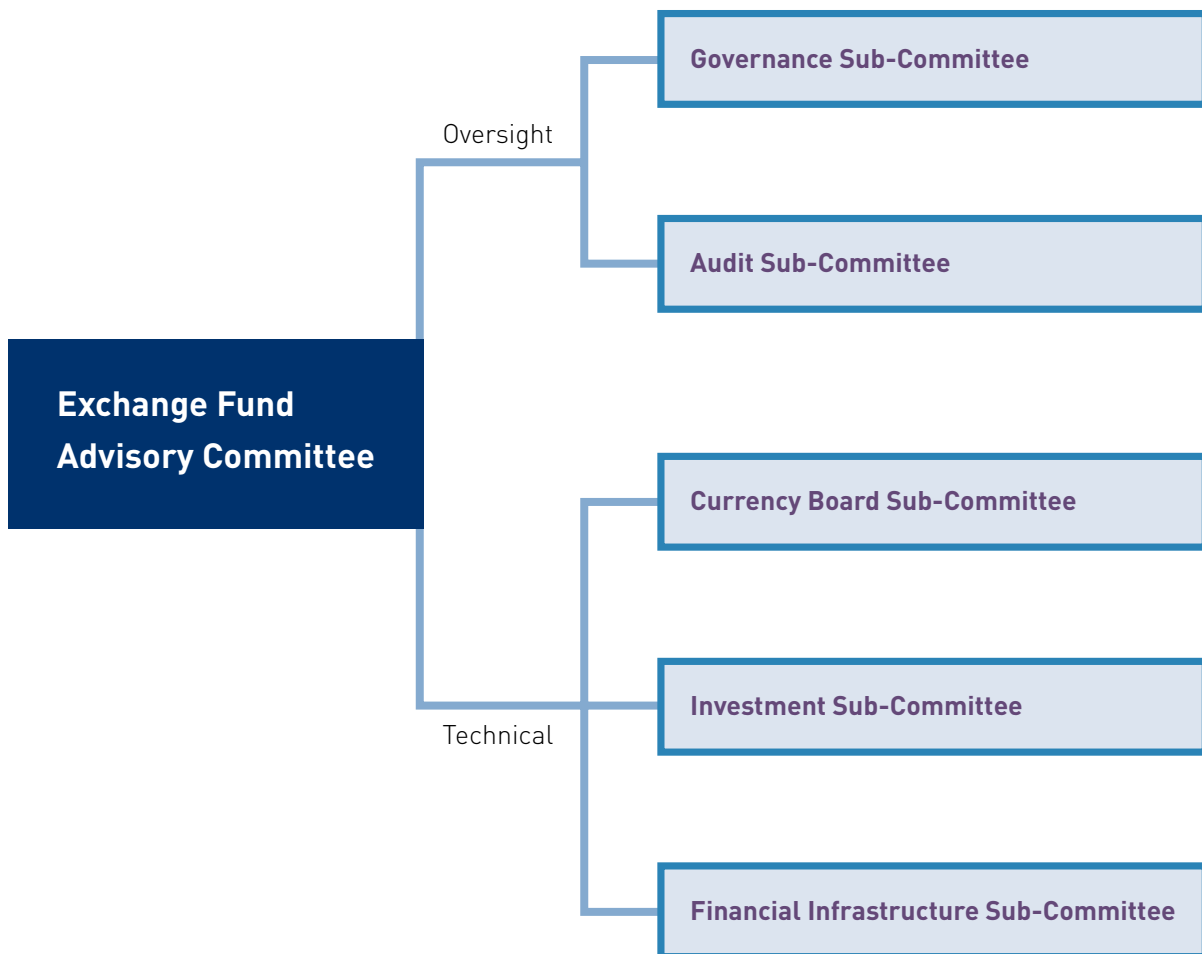 Governance Sub-Committee
Oversight
Audit Sub-Committee
Exchange Fund
Advisory Committee
Currency Board Sub-Committee
Investment Sub-Committee
Technical
Financial Infrastructure Sub-Committee